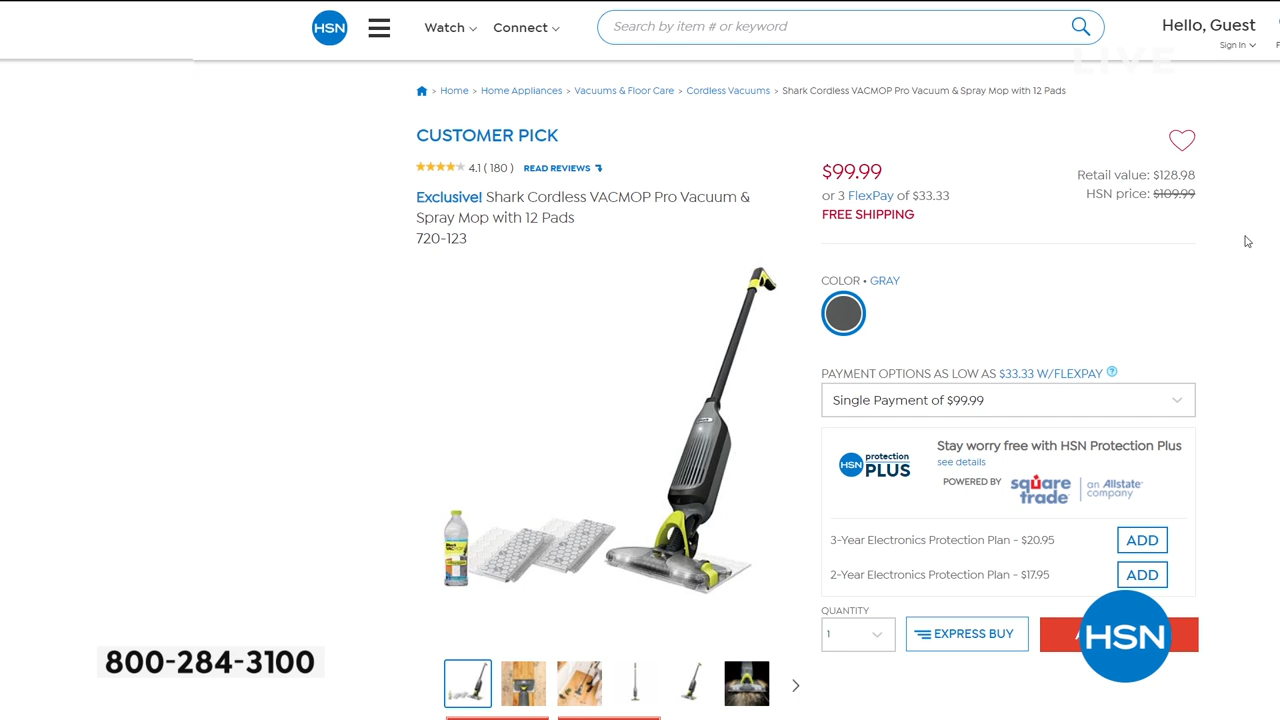 HSN
Watch
Connect
Search by item # or keyword
Hello, Guest
Sign In
LIVE
> Home > Home Appliances > Vacuums & Floor Care > Cordless Vacuums > Shark Cordless VACMOP Pro Vacuum & Spray Mop with 12 Pads
CUSTOMER PICK
4.1 ( 180 ) READ REVIEWS
Exclusive! Shark Cordless VACMOP Pro Vacuum &
Spray Mop with 12 Pads
720-123
$99.99
or 3 FlexPay of $33.33
FREE SHIPPING
Retail value: $128.98
HSN price: $109.99
COLOR • GRAY
PAYMENT OPTIONS AS LOW AS $33.33 W/FLEXPAY ?
Single Payment of $99.99
HSN protection PLUS
Stay worry free with HSN Protection Plus
see details
POWERED BY square trade | an Allstate company
3-Year Electronics Protection Plan - $20.95 ADD
2-Year Electronics Protection Plan - $17.95 ADD
QUANTITY
1
EXPRESS BUY
HSN
800-284-3100